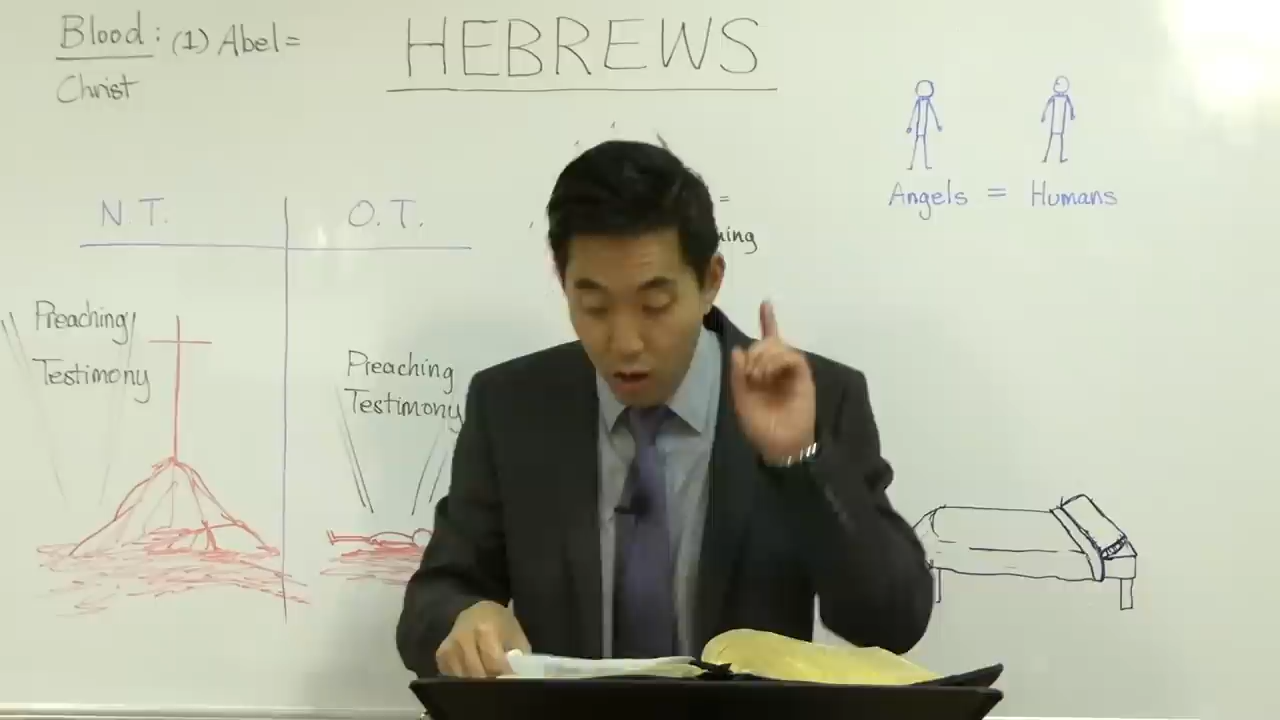 Blood: (1) Abel=
Christ
HEBREWS
Angels = Humans
N.T.
O.T.
=
Preaching
Testimony
Preaching
Testimony